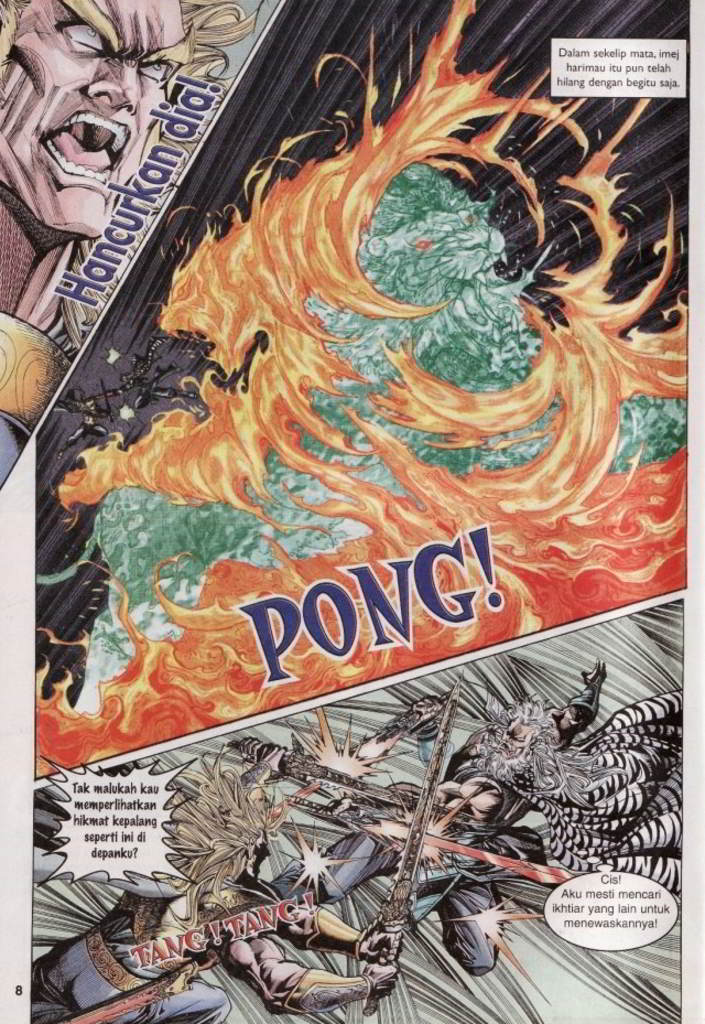 Hancurkan dia!
Dalam sekelip mata, imej
harimau itu pun telah
hilang dengan begitu saja.
PONG!
Tak malukah kau
memperlihatkan
hikmat kepalang
seperti ini di
depanku?
TANG! TANG!
Cis!
Aku mesti mencari
ikhtiar yang lain untuk
menewaskannya!
8